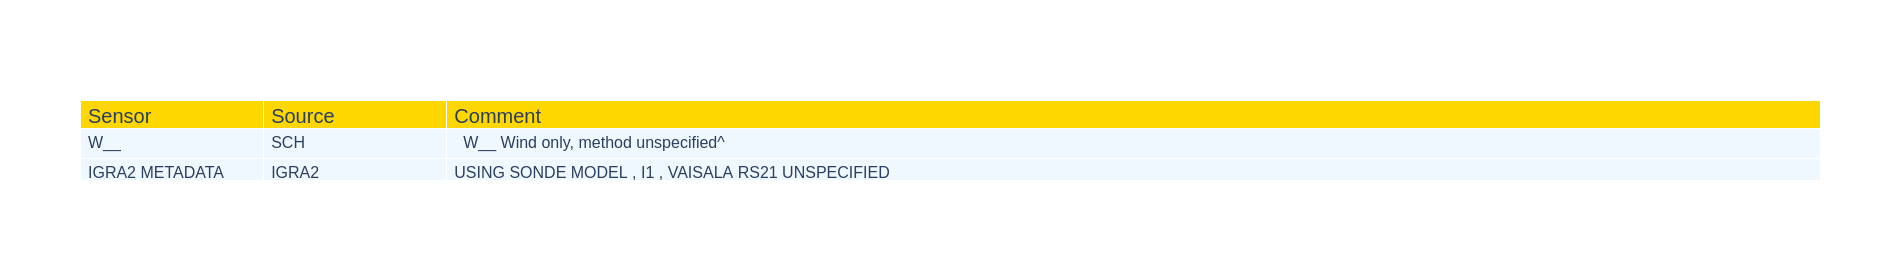 Sensor Source Comment
W__ SCH W__ Wind only, method unspecified^
IGRA2 METADATA IGRA2 USING SONDE MODEL , I1 , VAISALA RS21 UNSPECIFIED